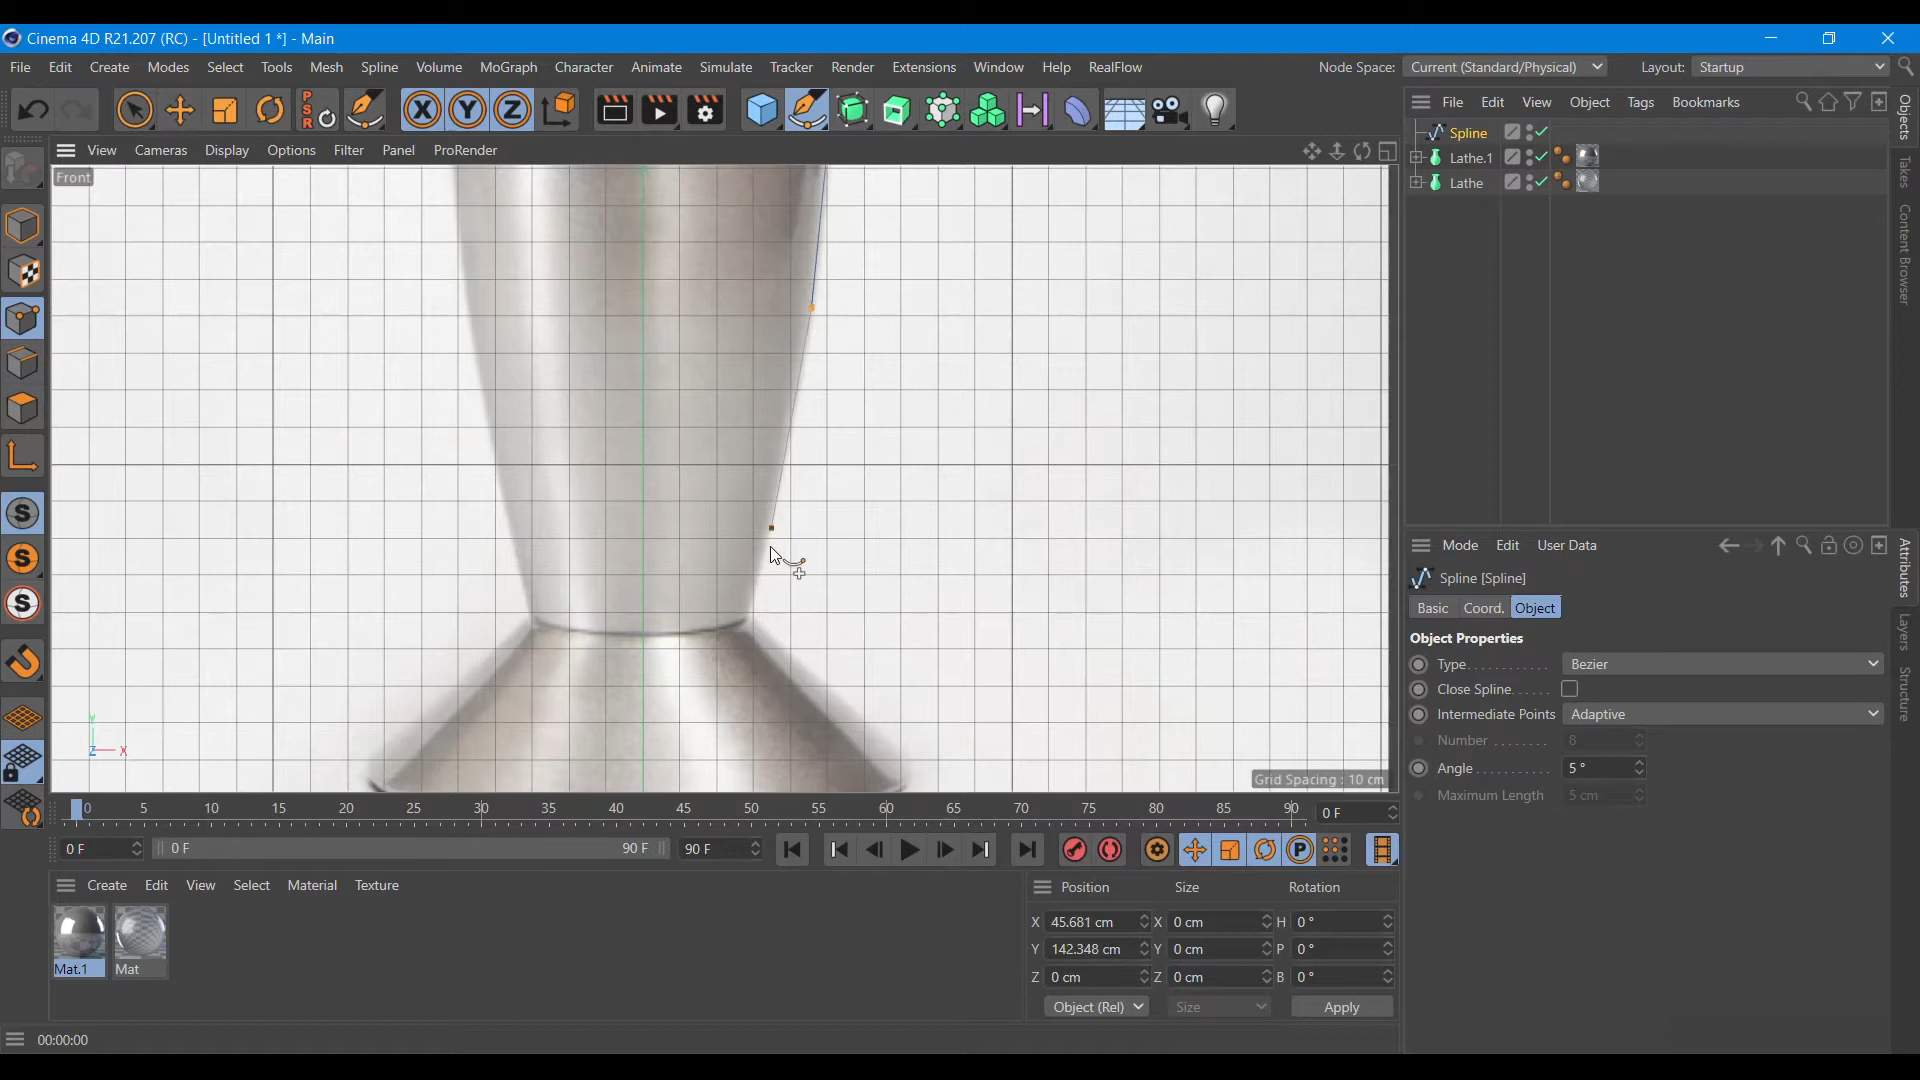 Cinema 4D R21.207 (RC) - [Untitled 1 *] - Main
File Edit Create Modes Select Tools Mesh Spline Volume MoGraph Character Animate Simulate Tracker Render Extensions Window Help RealFlow Node Space: Current (Standard/Physical) Layout: Startup
P S R X Y Z
File Edit View Object Tags Bookmarks
View Cameras Display Options Filter Panel ProRender
Front
Spline
Lathe.1
Lathe
Objects
Takes
Content Browser
S
S
S
Y
Z X
Grid Spacing : 10 cm
Mode Edit User Data
Spline [Spline]
Basic Coord. Object
Object Properties
Type Bezier
Close Spline
Intermediate Points Adaptive
Number 8
Angle 5 °
Maximum Length 5 cm
Attributes
Layers
Structure
0 5 10 15 20 25 30 35 40 45 50 55 60 65 70 75 80 85 90 0 F
0 F 0 F 90 F 90 F P
Create Edit View Select Material Texture
Mat.1 Mat
Position Size Rotation
X 45.681 cm X 0 cm H 0 °
Y 142.348 cm Y 0 cm P 0 °
Z 0 cm Z 0 cm B 0 °
Object (Rel) Size Apply
00:00:00